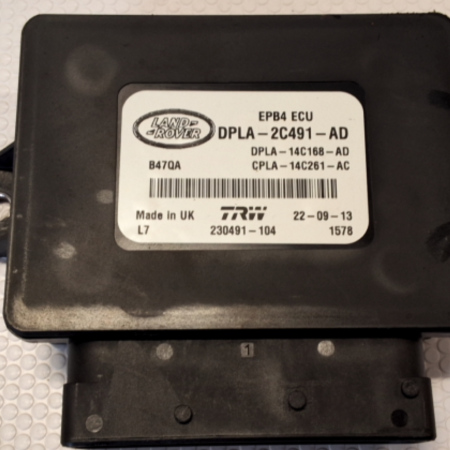 LAND
ROVER
EPB4 ECU
DPLA-2C491-AD
DPLA-14C168-AD
B47QA
CPLA-14C261-AC
Made in UK
TRW
22-09-13
L7
230491-104
1578
1